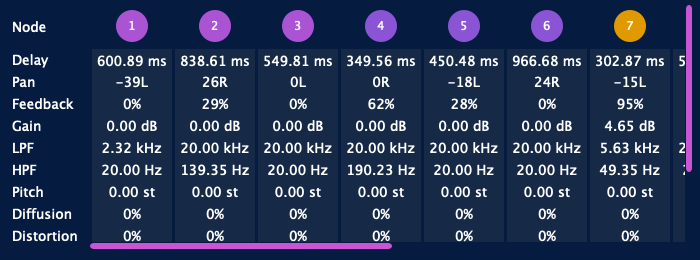 Node 1 2 3 4 5 6 7
Delay 600.89 ms 838.61 ms 549.81 ms 349.56 ms 450.48 ms 966.68 ms 302.87 ms 5
Pan −39L 26R 0L 0R −18L 24R −15L
Feedback 0% 29% 0% 62% 28% 0% 95%
Gain 0.00 dB 0.00 dB 0.00 dB 0.00 dB 0.00 dB 0.00 dB 4.65 dB
LPF 2.32 kHz 20.00 kHz 20.00 kHz 20.00 kHz 20.00 kHz 20.00 kHz 5.63 kHz 2
HPF 20.00 Hz 139.35 Hz 20.00 Hz 190.23 Hz 20.00 Hz 20.00 Hz 49.35 Hz
Pitch 0.00 st 0.00 st 0.00 st 0.00 st 0.00 st 0.00 st 0.00 st
Diffusion 0% 0% 0% 0% 0% 0% 0%
Distortion 0% 0% 0% 0% 0% 0% 0%